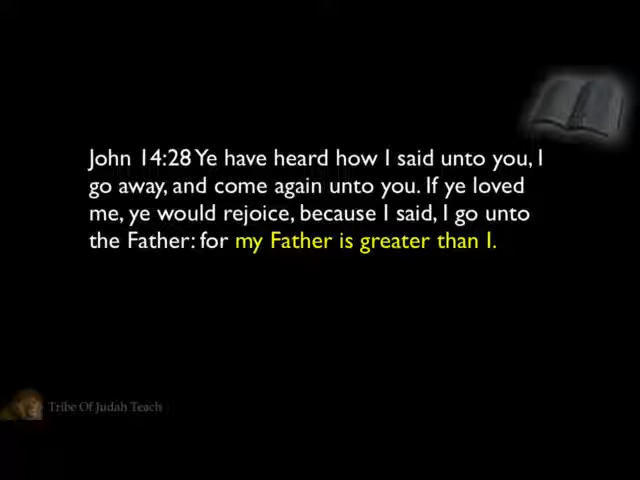 John 14:28 Ye have heard how I said unto you, I
go away, and come again unto you. If ye loved
me, ye would rejoice, because I said, I go unto
the Father: for my Father is greater than I.
Tribe Of Judah Teach